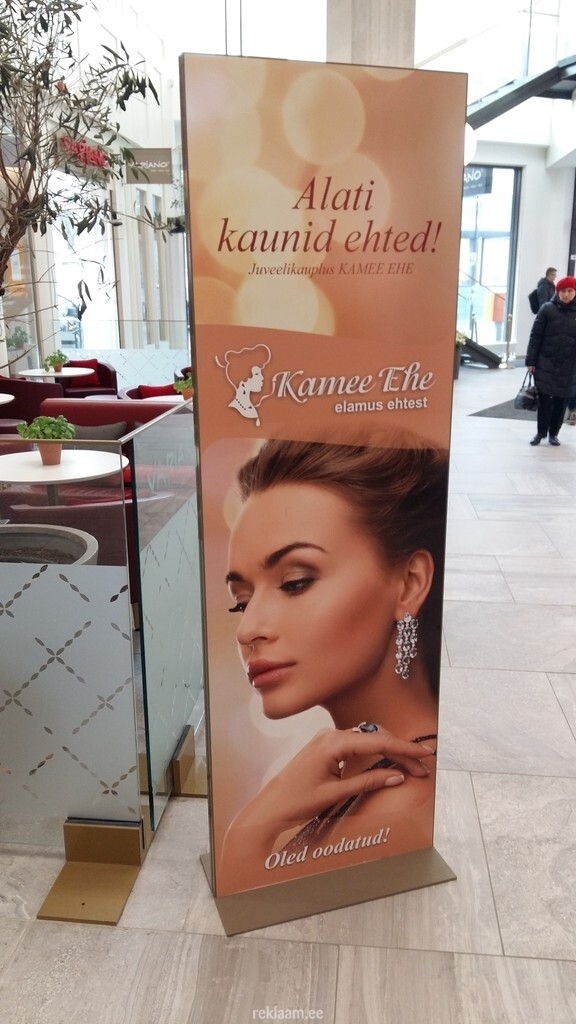 Alati
kaunid ehted!
Juveelikauplus KAMEE EHE
Kamee Ehe
elamus ehtest
Oled oodatud!
reklaam.ee